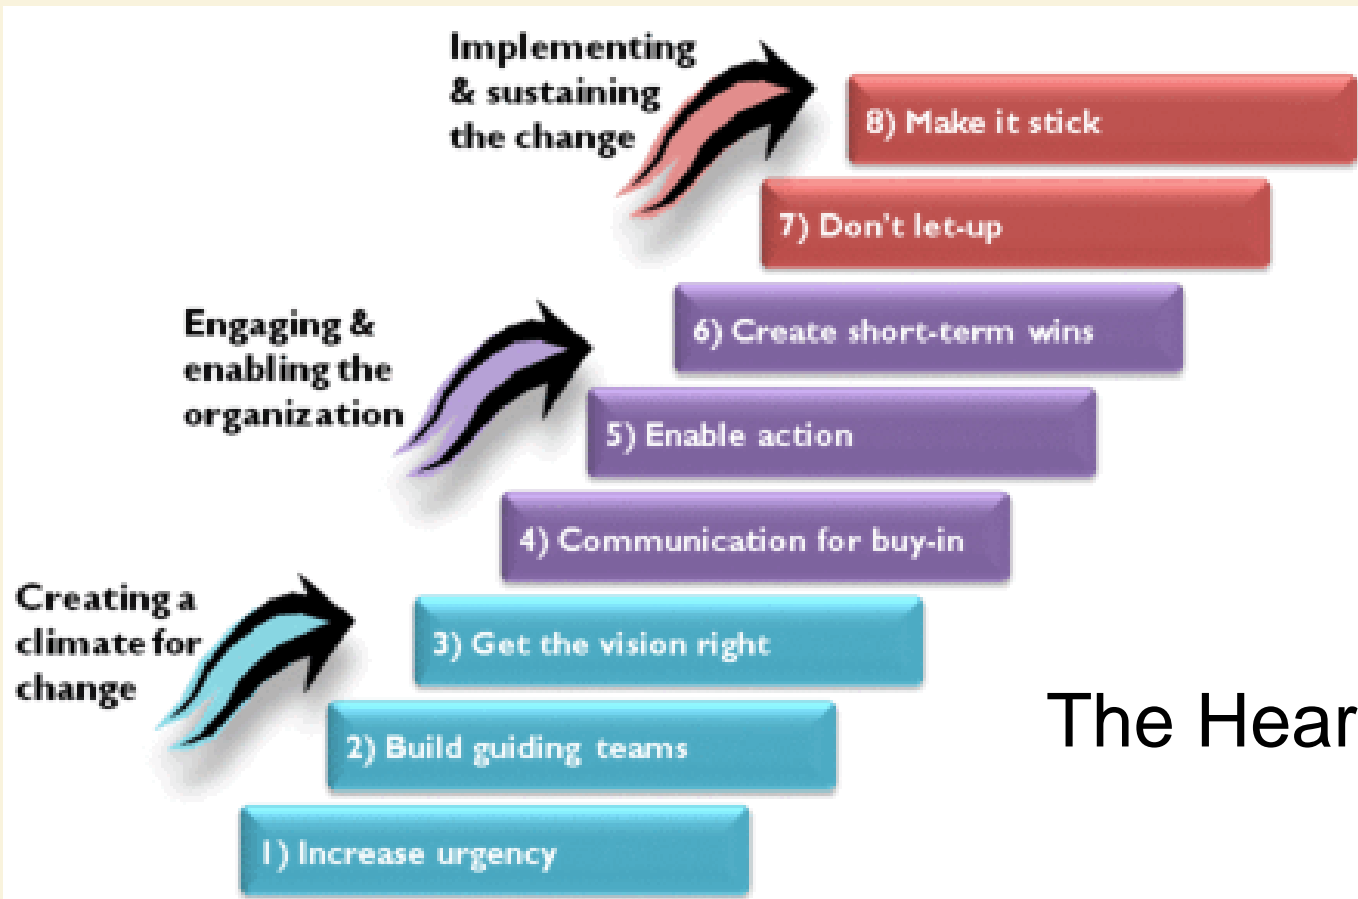 Implementing
& sustaining
the change
8) Make it stick
7) Don't let-up
Engaging &
enabling the
organization
6) Create short-term wins
5) Enable action
4) Communication for buy-in
Creating a
climate for
change
3) Get the vision right
2) Build guiding teams
1) Increase urgency
The Hear